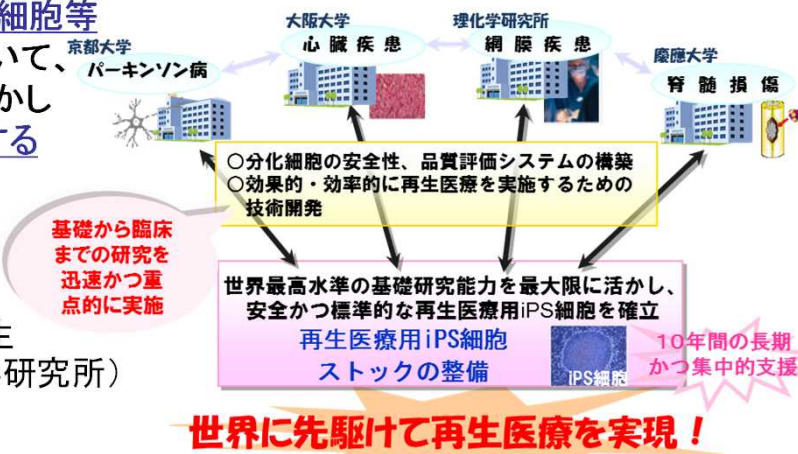 細胞等
いて、
かし
する
京都大学
パーキンソン病
大阪大学
心臓疾患
理化学研究所
網膜疾患
慶應大学
脊髄損傷
○分化細胞の安全性、品質評価システムの構築
○効果的・効率的に再生医療を実施するための
技術開発
基礎から臨床
までの研究を
迅速かつ重
点的に実施
世界最高水準の基礎研究能力を最大限に活かし、
安全かつ標準的な再生医療用iPS細胞を確立
再生医療用iPS細胞
ストックの整備
iPS細胞
10年間の長期
かつ集中的支援
研究所）
世界に先駆けて再生医療を実現！